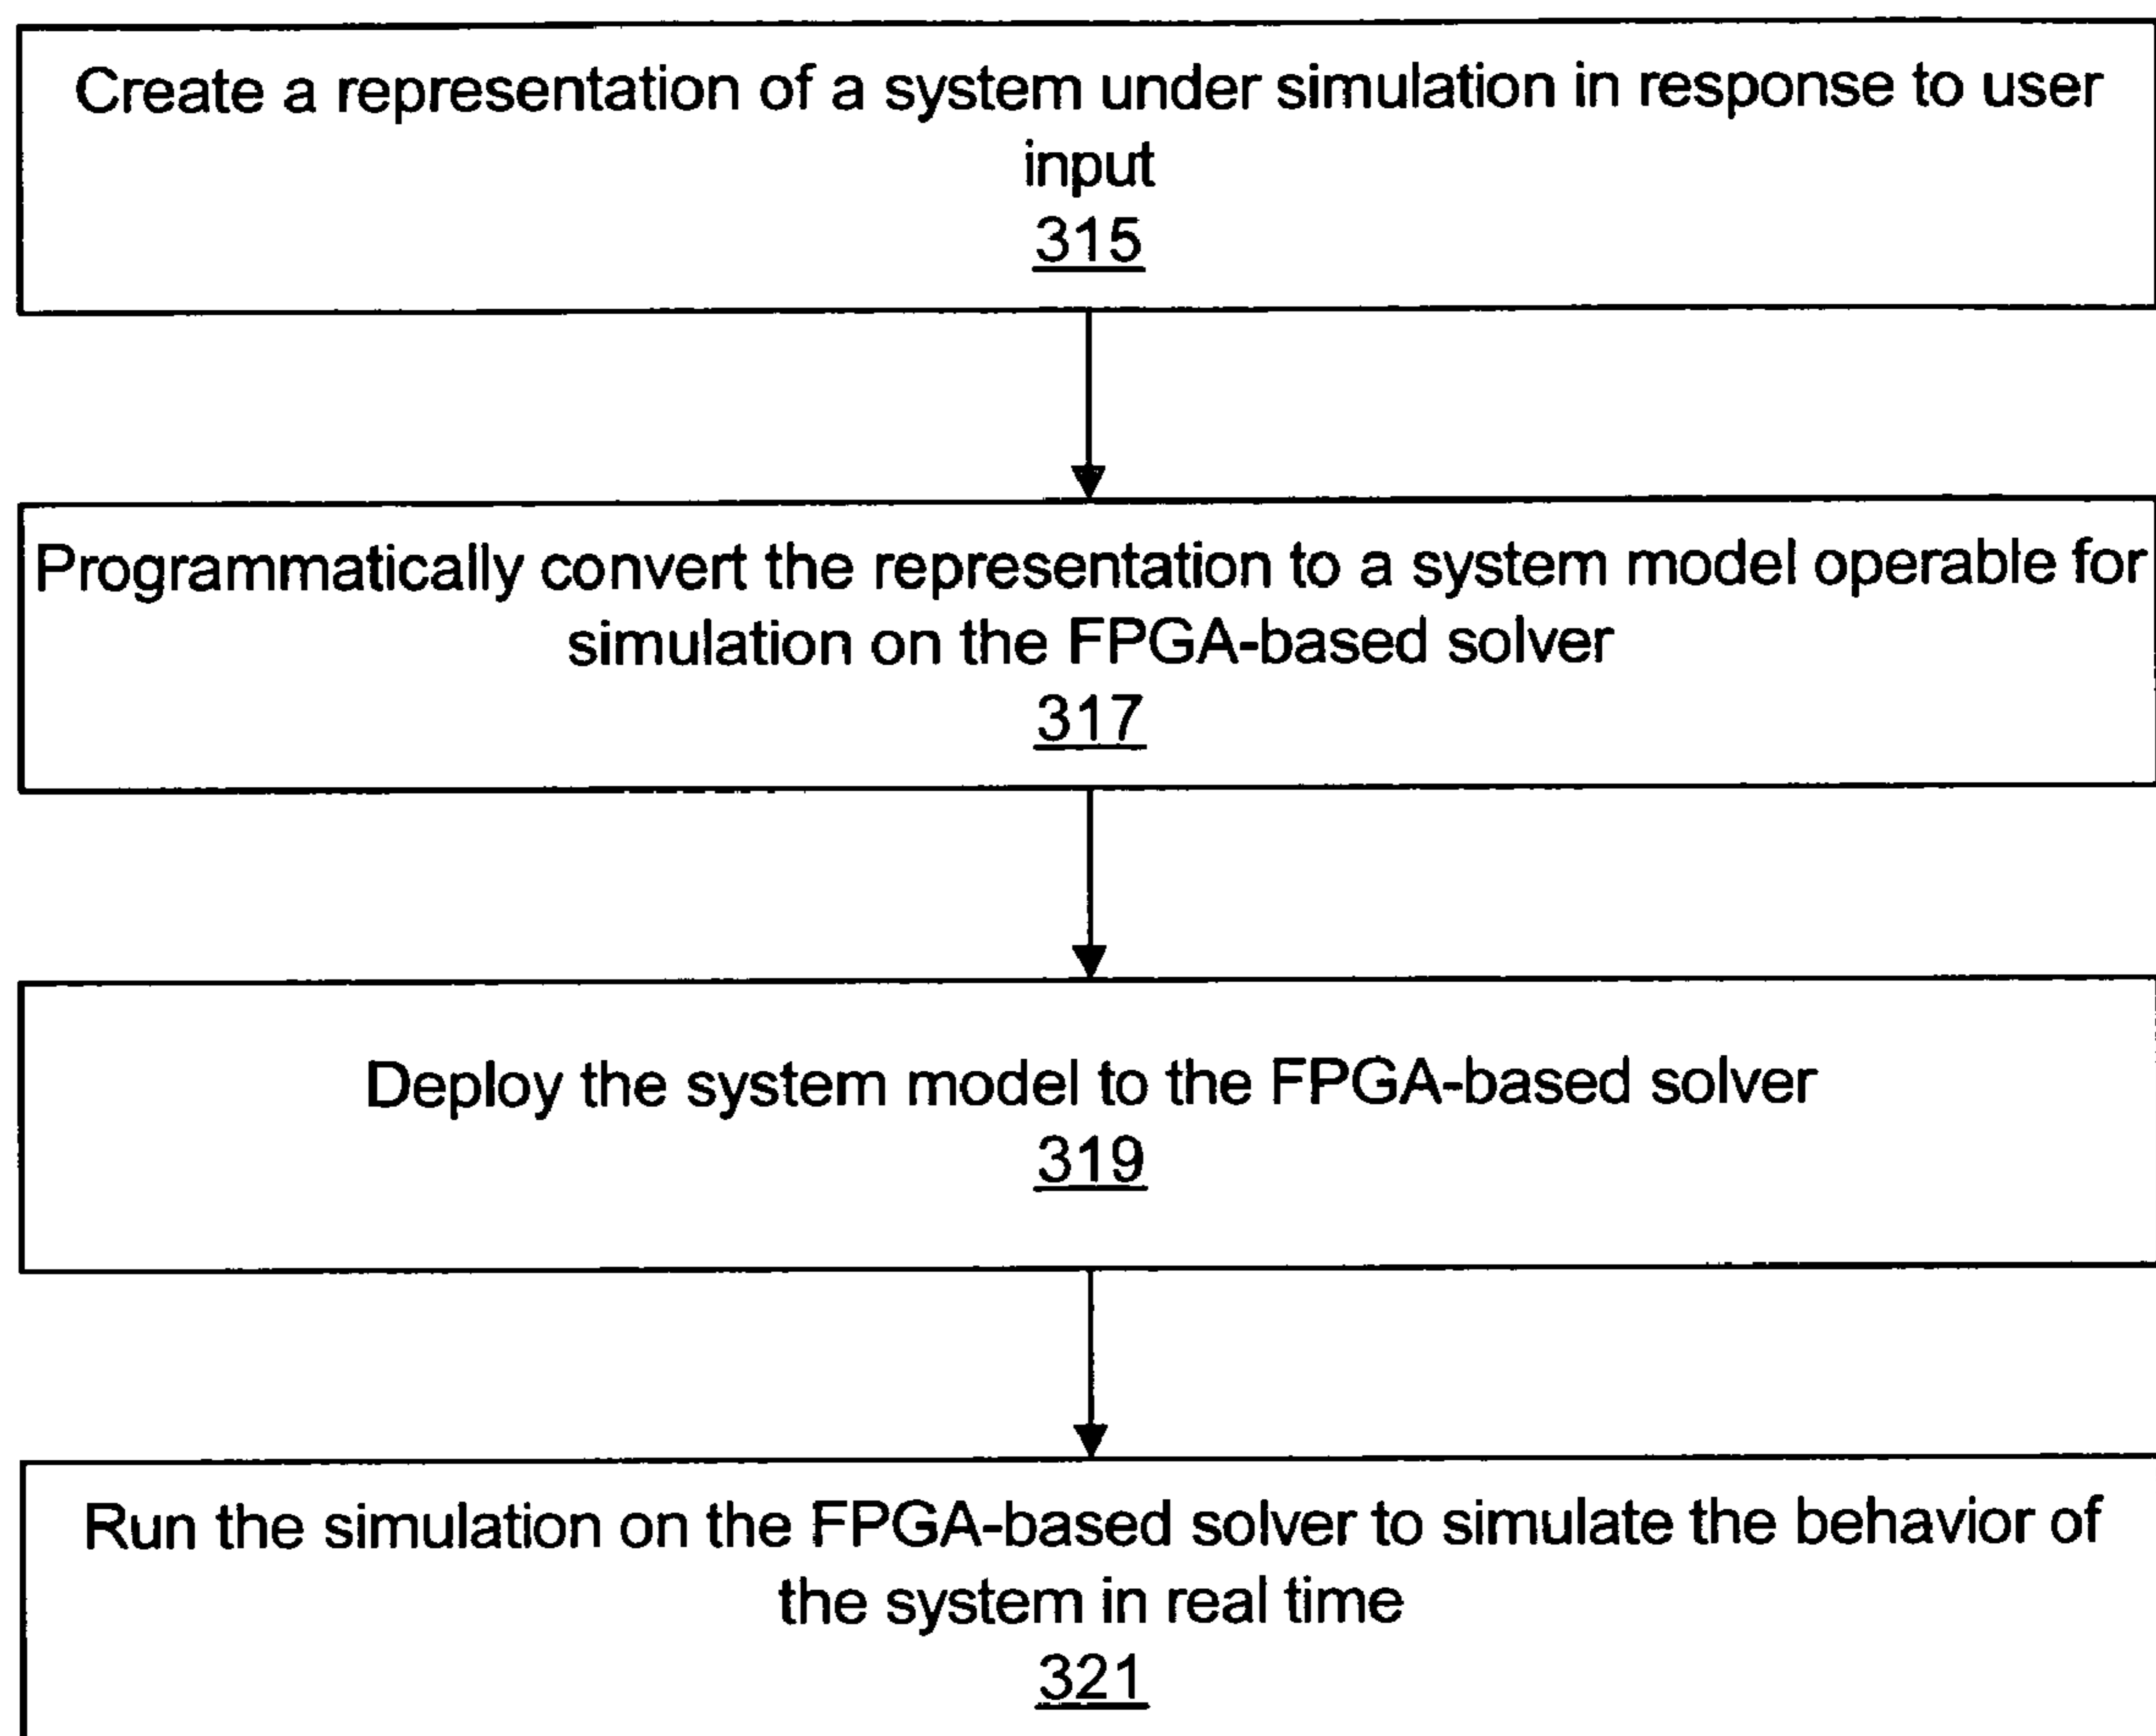 Create a representation of a system under simulation in response to user
input
315
Programmatically convert the representation to a system model operable for
simulation on the FPGA-based solver
317
Deploy the system model to the FPGA-based solver
319
Run the simulation on the FPGA-based solver to simulate the behavior of
the system in real time
321